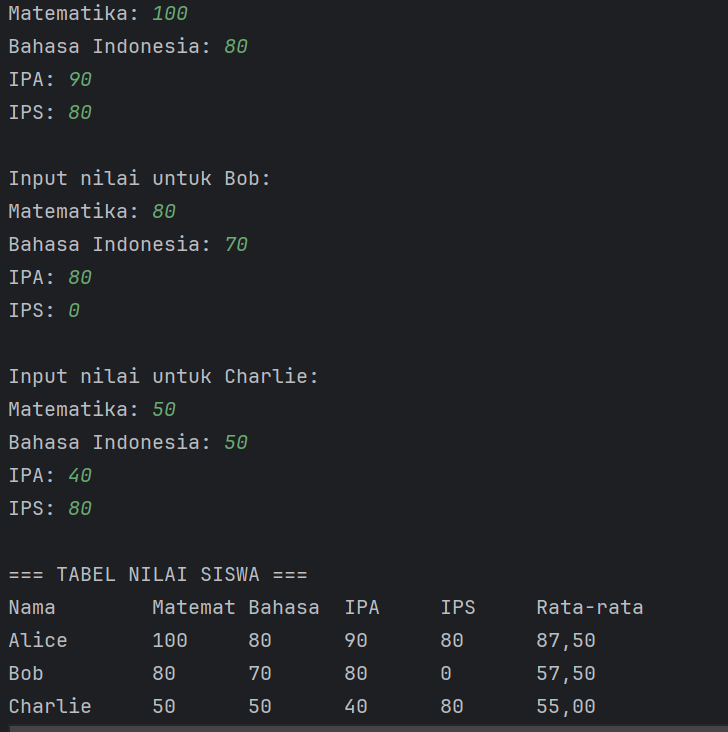 Matematika: 100
Bahasa Indonesia: 80
IPA: 90
IPS: 80
Input nilai untuk Bob:
Matematika: 80
Bahasa Indonesia: 70
IPA: 80
IPS: 0
Input nilai untuk Charlie:
Matematika: 50
Bahasa Indonesia: 50
IPA: 40
IPS: 80
=== TABEL NILAI SISWA ===
Nama        Matemat Bahasa  IPA     IPS     Rata-rata
Alice       100     80      90      80      87,50
Bob         80      70      80      0       57,50
Charlie     50      50      40      80      55,00